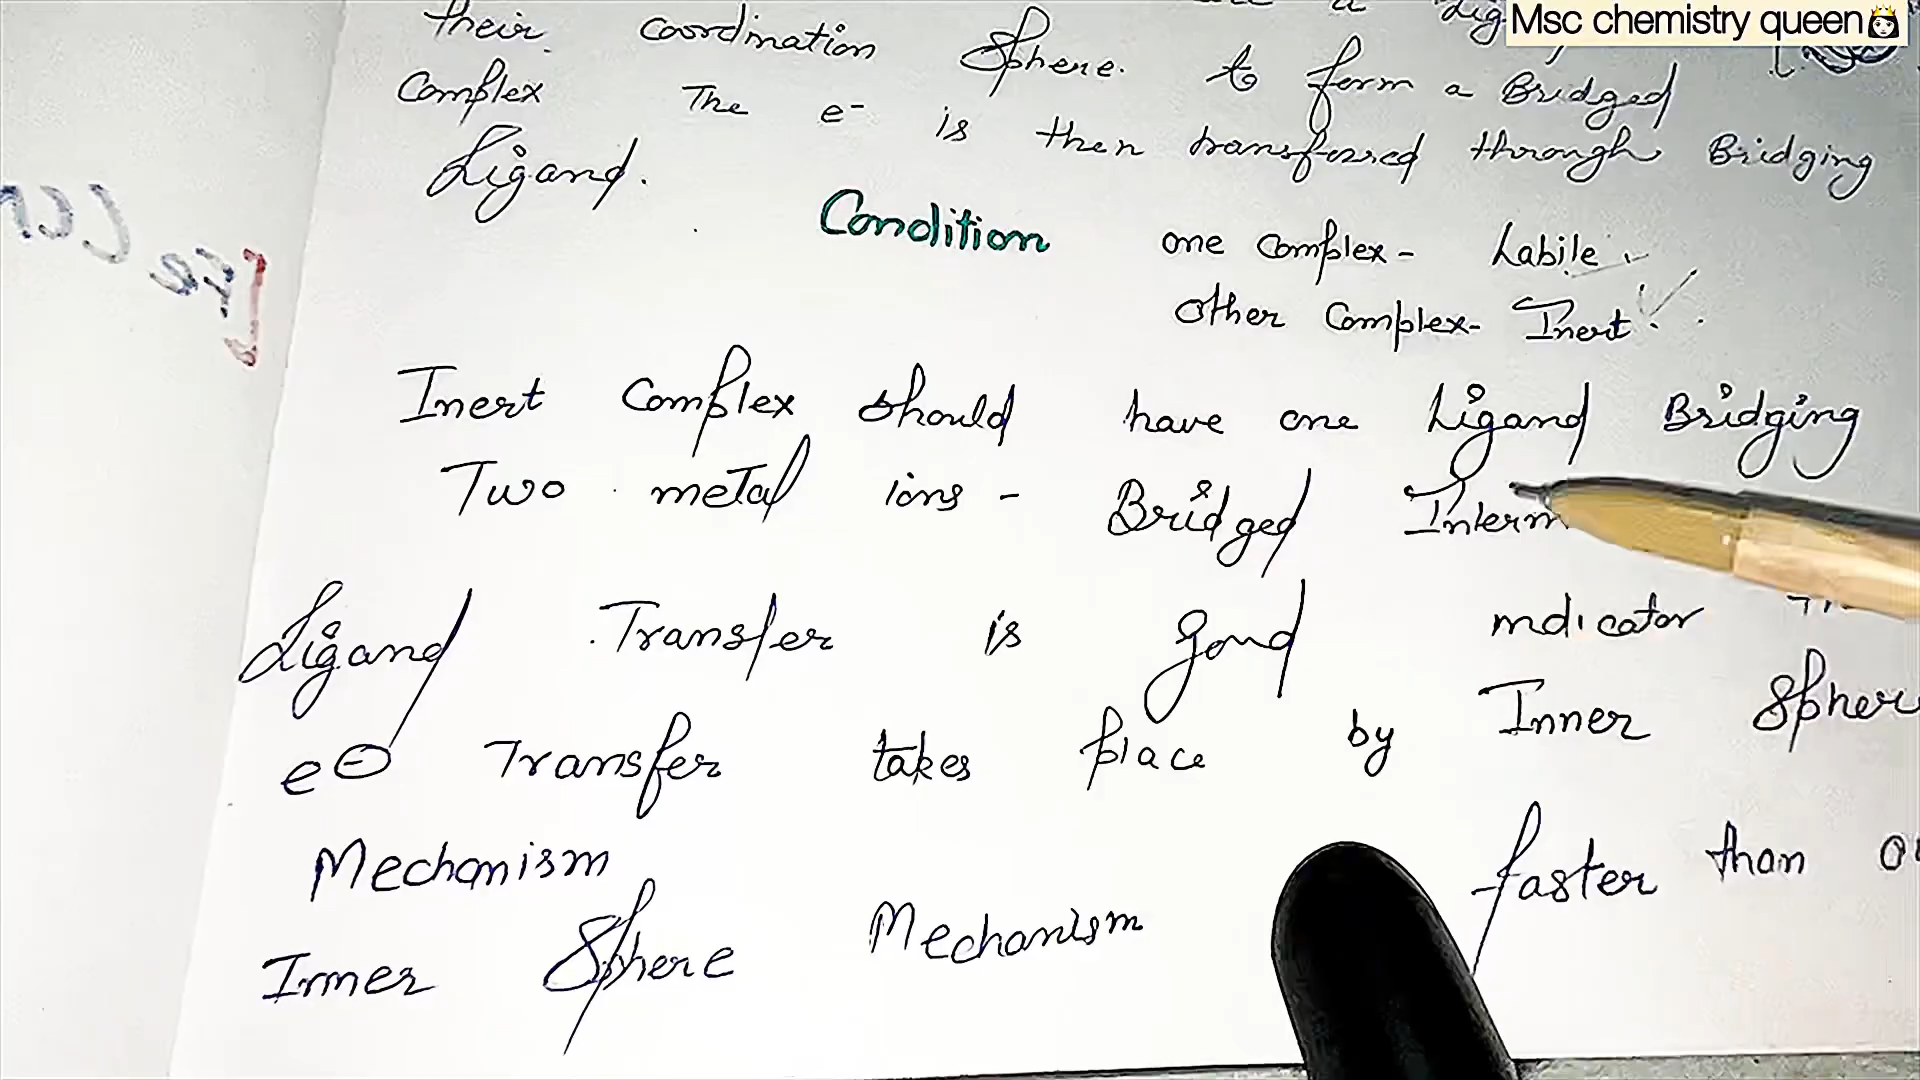 Msc chemistry queen👸🏻
their coordination Sphere. to form a Bridged
Complex The e⁻ is then transferred through Bridging
Ligand.
Condition one complex - Labile
other complex - Inert
Inert Complex should have one Ligand Bridging
Two metal ions - Bridged Interm
Ligand Transfer is good indicator
e⊖ Transfer takes place by Inner Sphere
Mechanism
Inner Sphere Mechanism faster than